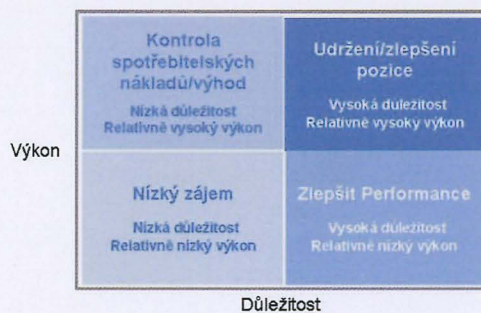 Kontrola
spotřebitelských
nákladů/výhod
Nízká důležitost
Relativně vysoký výkon
Udržení/zlepšení
pozice
Vysoká důležitost
Relativně vysoky výkon
Výkon
Nízký zájem
Nízká důležitost
Relativně nízký výkon
Zlepšit Performance
Vysoká důležitost
Relativně nízký výkon
Důležitost